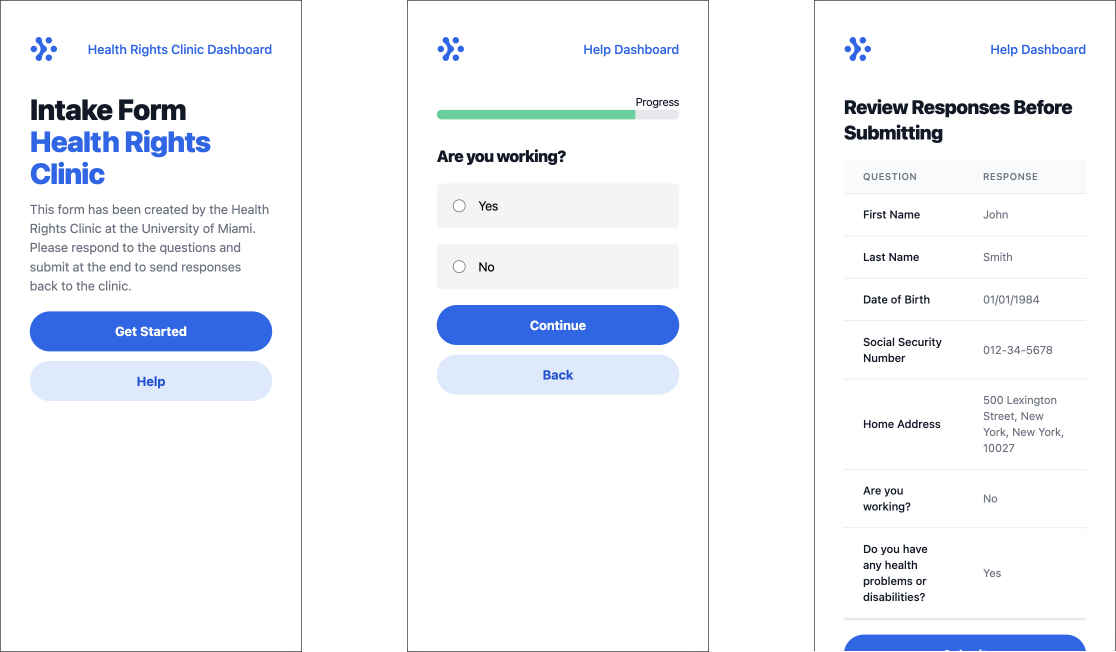 Health Rights Clinic Dashboard
Intake Form
Health Rights
Clinic
This form has been created by the Health
Rights Clinic at the University of Miami.
Please respond to the questions and
submit at the end to send responses
back to the clinic.
Get Started
Help
Help Dashboard
Progress
Are you working?
Yes
No
Continue
Back
Help Dashboard
Review Responses Before
Submitting
QUESTION RESPONSE
First Name John
Last Name Smith
Date of Birth 01/01/1984
Social Security
Number
012-34-5678
Home Address
500 Lexington
Street, New
York, New York,
10027
Are you
working?
No
Do you have
any health
problems or
disabilities?
Yes